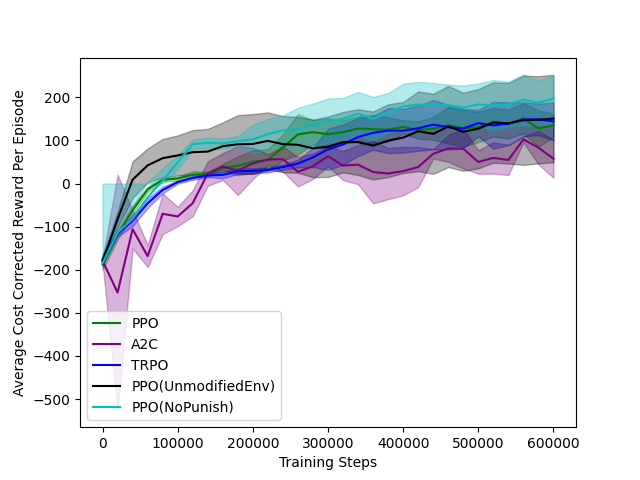 Average Cost Corrected Reward Per Episode
200
100
0
−100
−200
−300
−400
−500
PPO
A2C
TRPO
PPO(UnmodifiedEnv)
PPO(NoPunish)
0 100000 200000 300000 400000 500000 600000
Training Steps